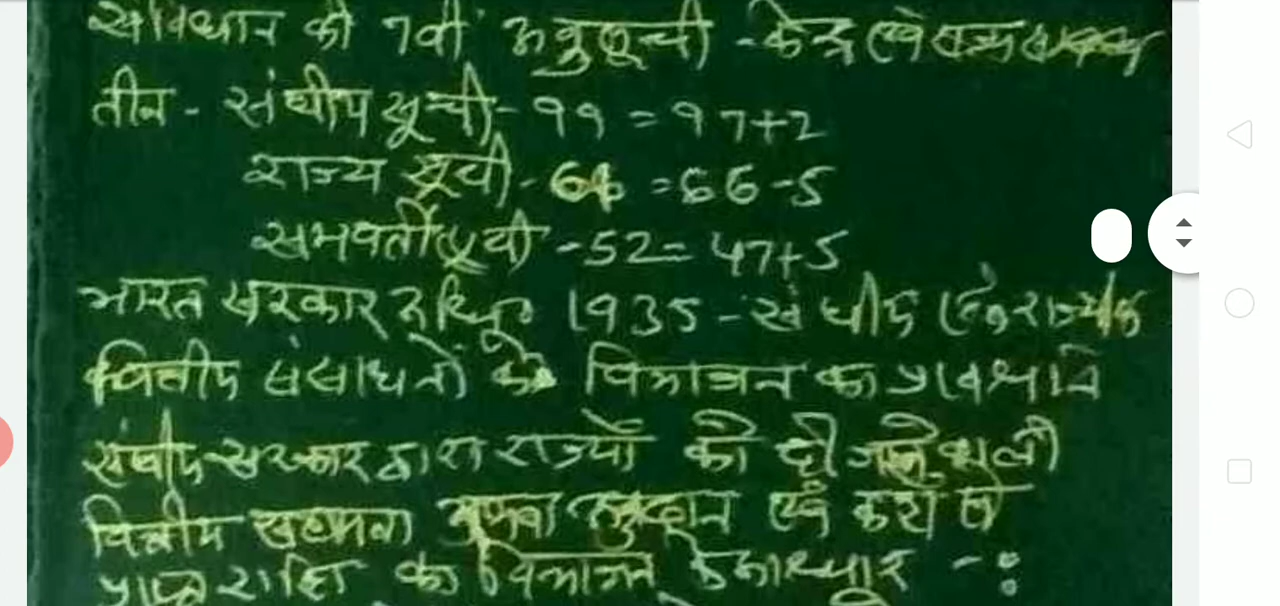 संविधान की 7वीं अनुसूची - केन्द्र एवं राज्य
तीन - संघीय सूची - 99 = 97+2
राज्य सूची - 61 = 66-5
समवर्ती सूची - 52 = 47+5
भारत सरकार अधि० 1935 - संघीय एवं राज्यों के
वित्तीय संसाधनों के विभाजन का प्रावधान
संघीय सरकार द्वारा राज्यों को दी जाने वाली
वित्तीय सहायता अथवा अनुदान एवं करों से
प्राप्त राशि का विभाजन के आधार - :